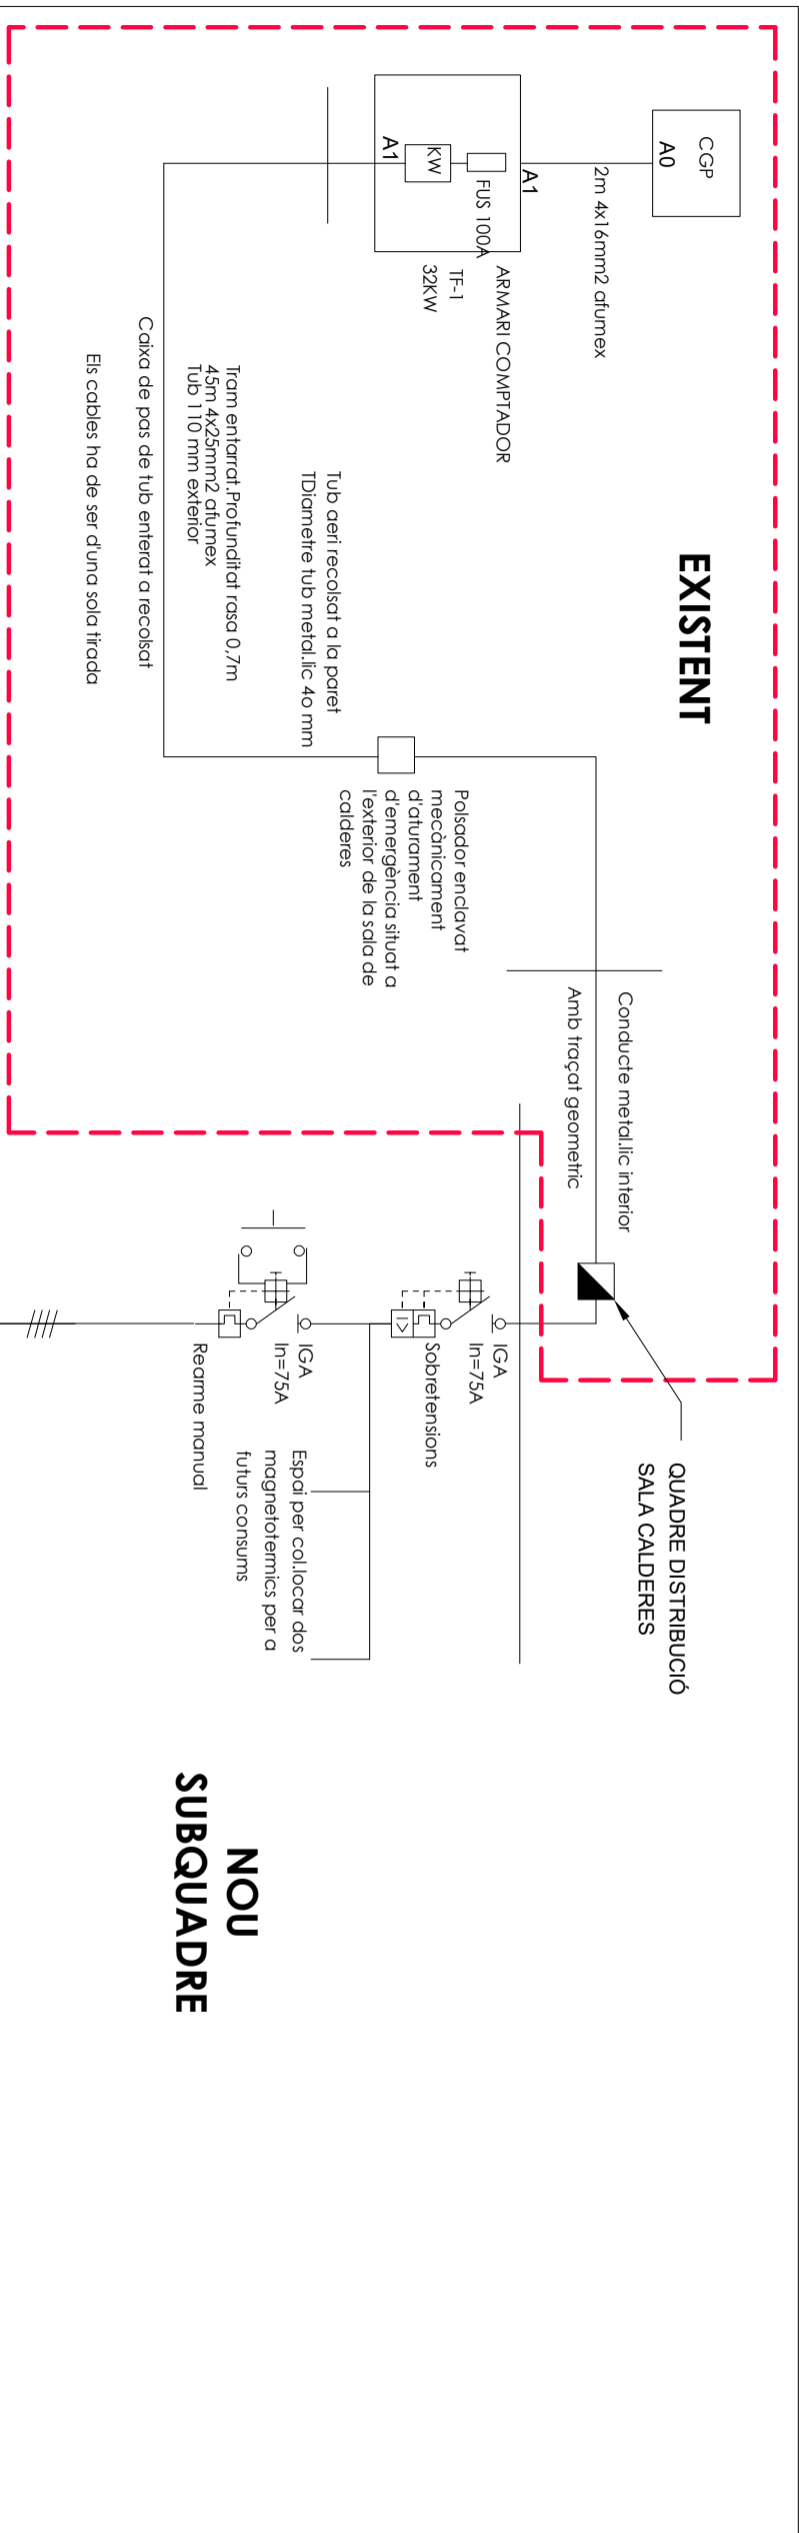 CGP
A0
2m 4x16mm2 afumex
A1
FUS 100A
KW
A1
ARMARI COMPTADOR
TF-1
32KW
EXISTENT
Tub aeri recolsat a la paret
TDiametre tub metal.lic 4o mm
Tram entarrat.Profunditat rasa 0,7m
45m 4x25mm2 afumex
Tub 110 mm exterior
Caixa de pas de tub enterat a recolsat
Els cables ha de ser d'una sola tirada
Polsador enclavat
mecànicament
d'aturament
d'emergència situat a
l'exterior de la sala de
calderes
Conducte metal.lic interior
Amb traçat geometric
QUADRE DISTRIBUCIÓ
SALA CALDERES
IGA
In=75A
Sobretensions
I>
IGA
In=75A
Rearme manual
Espai per col.locar dos
magnetotermics per a
futurs consums
NOU
SUBQUADRE